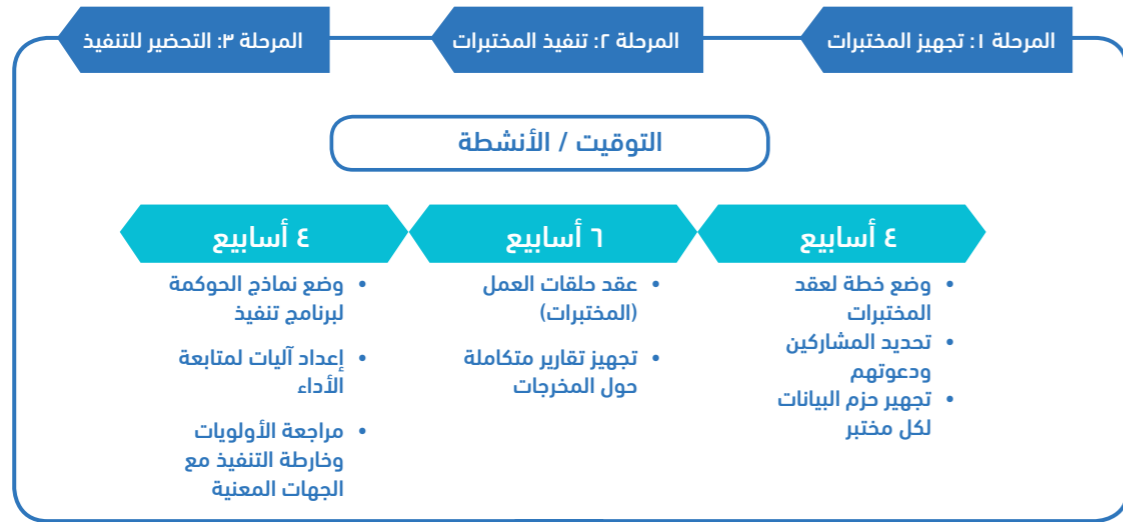 المرحلة ١: تجهيز المختبرات
المرحلة ٢: تنفيذ المختبرات
المرحلة ٣: التحضير للتنفيذ
التوقيت / الأنشطة
٤ أسابيع
• وضع خطة لعقد
المختبرات
• تحديد المشاركين
ودعوتهم
• تجهير حزم البيانات
لكل مختبر
٦ أسابيع
• عقد حلقات العمل
(المختبرات)
• تجهيز تقارير متكاملة
حول المخرجات
٤ أسابيع
• وضع نماذج الحوكمة
لبرنامج تنفيذ
• إعداد آليات لمتابعة
الأداء
• مراجعة الأولويات
وخارطة التنفيذ مع
الجهات المعنية